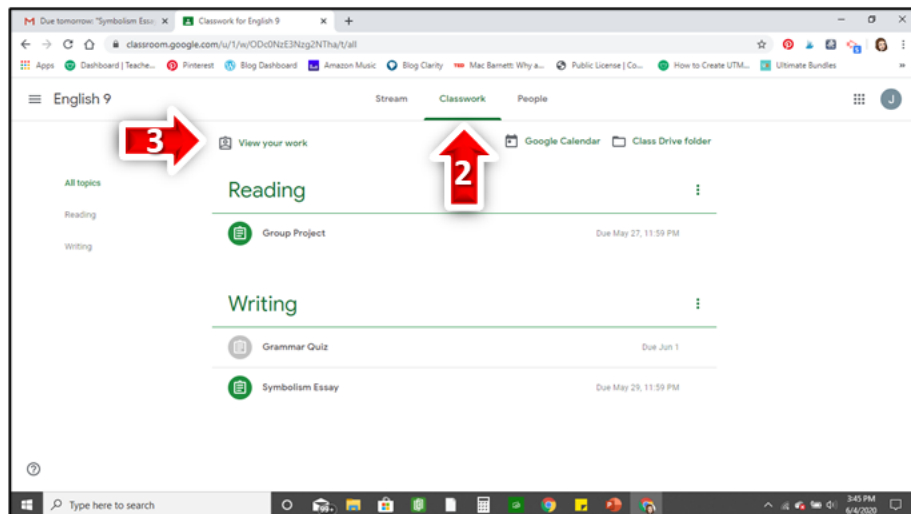 Due tomorrow: "Symbolism Essa
Classwork for English 9
classroom.google.com/u/1/w/ODc0NzE3Nzg2NTha/t/all
Apps Dashboard | Teache... Pinterest Blog Dashboard Amazon Music Blog Clarity Mac Barnett: Why a... Public License | Co... How to Create UTM... Ultimate Bundles »
English 9 Stream Classwork People J
3 View your work 2 Google Calendar Class Drive folder
All topics
Reading
Writing
Reading
Group Project Due May 27, 11:59 PM
Writing
Grammar Quiz Due Jun 1
Symbolism Essay Due May 29, 11:59 PM
Type here to search
3:45 PM
6/4/2020